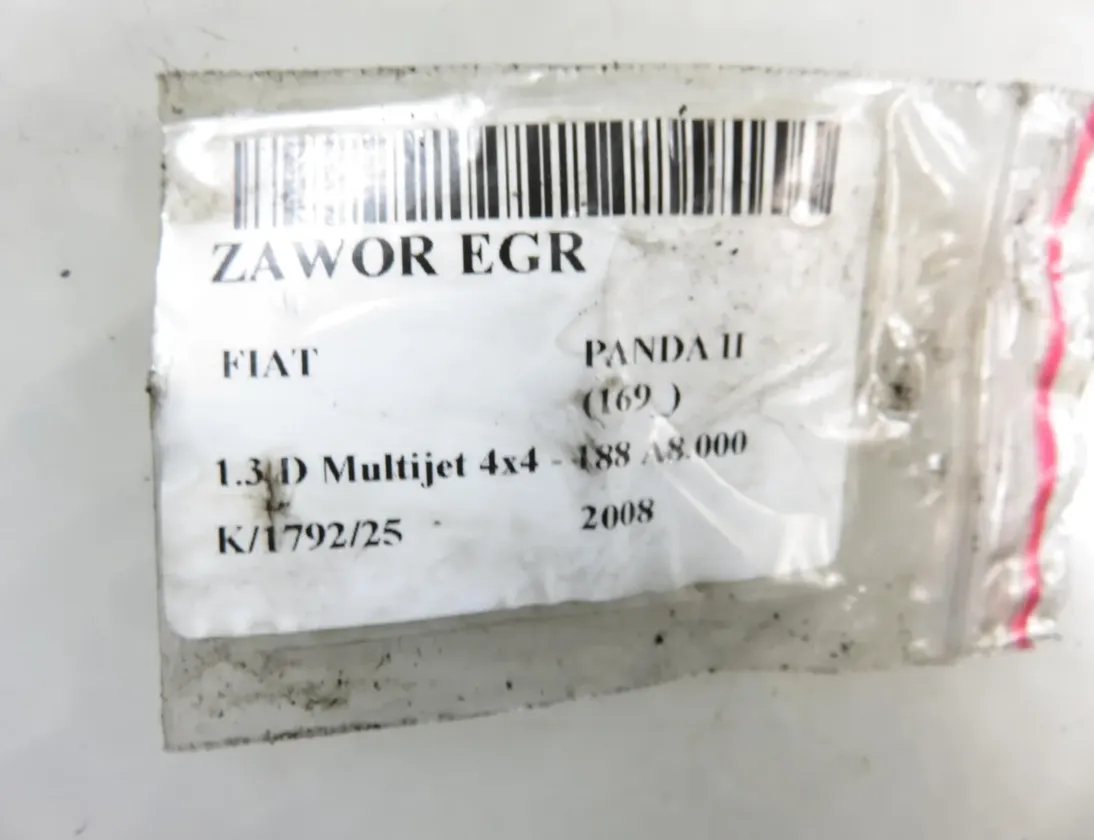 ZAWOR EGR
FIAT PANDA II
(169_)
1.3 D Multijet 4x4 - 188 A8.000
K/1792/25 2008